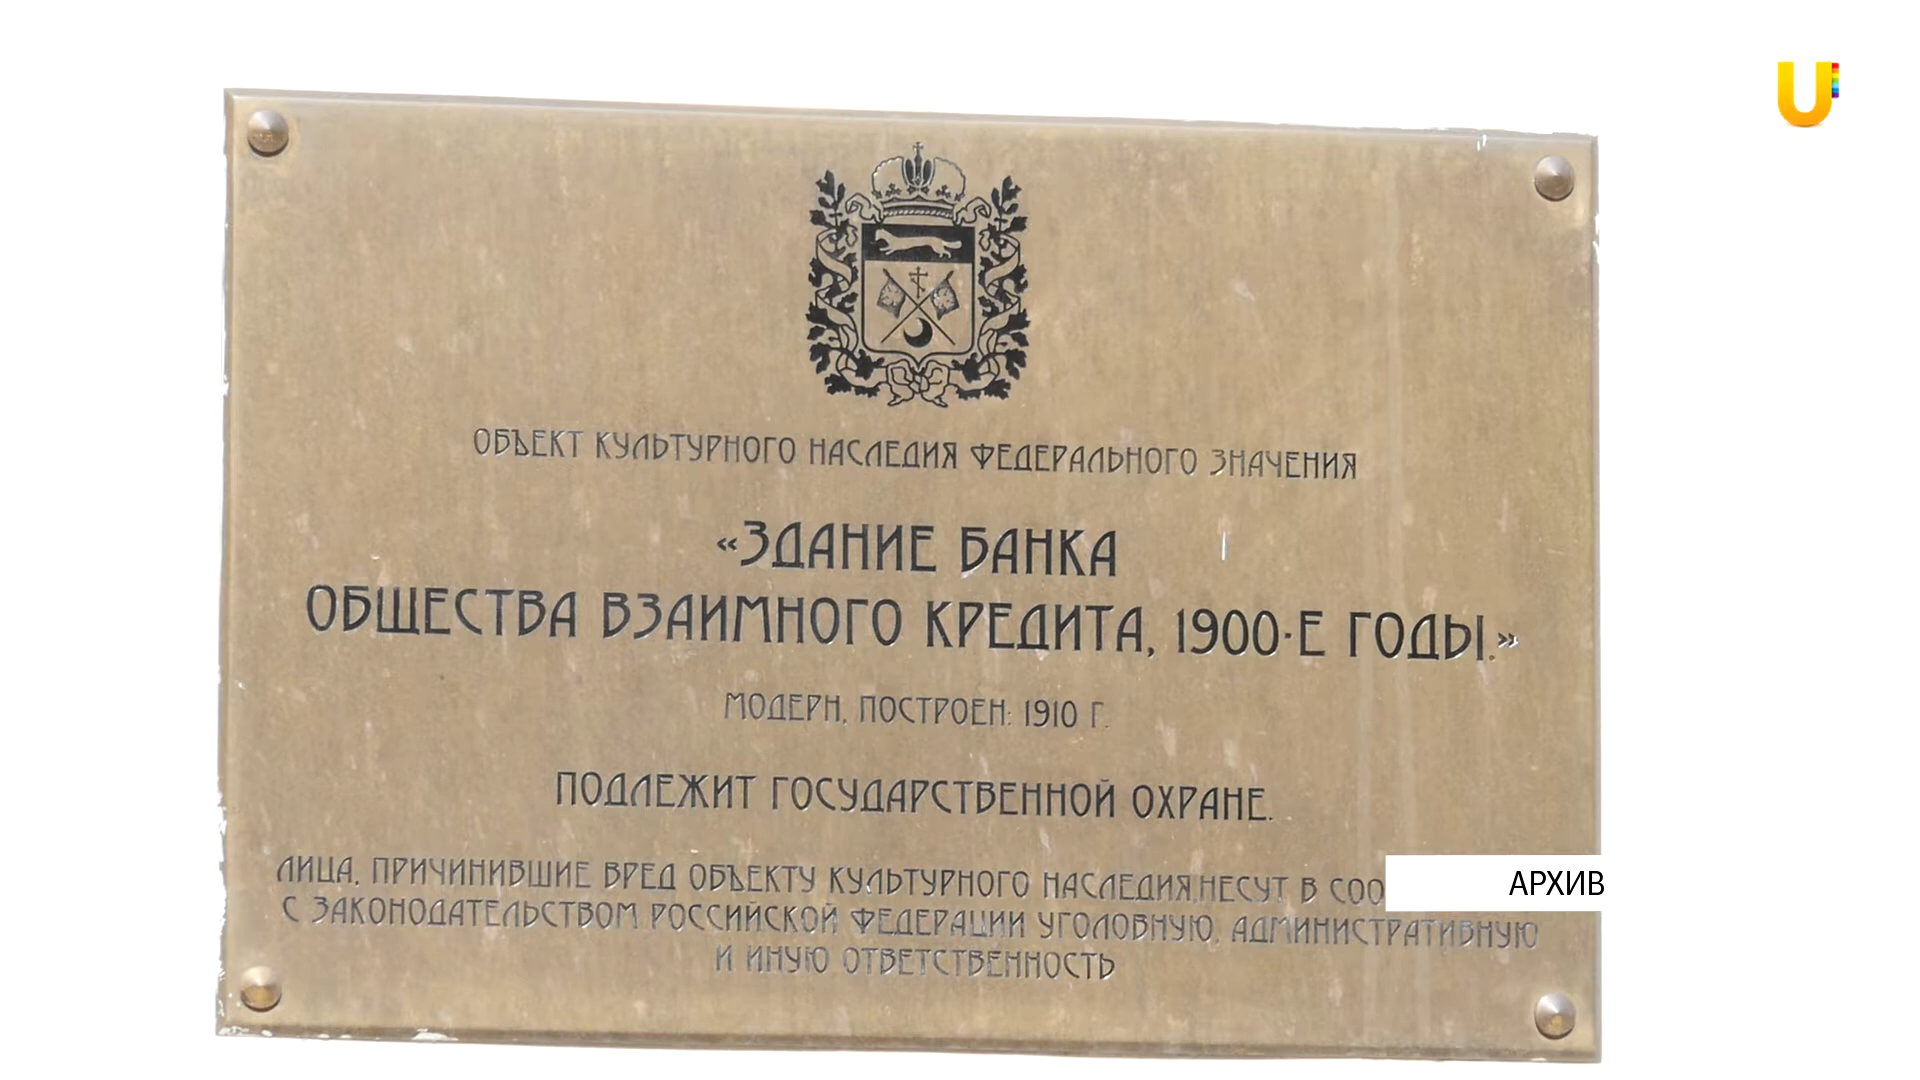 ОБЪЕКТ КУЛЬТУРНОГО НАСЛЕДИЯ ФЕДЕРАЛЬНОГО ЗНАЧЕНИЯ
«ЗДАНИЕ БАНКА
ОБЩЕСТВА ВЗАИМНОГО КРЕДИТА, 1900-Е ГОДЫ.»
МОДЕРН, ПОСТРОЕН: 1910 Г.
ПОДЛЕЖИТ ГОСУДАРСТВЕННОЙ ОХРАНЕ.
ЛИЦА, ПРИЧИНИВШИЕ ВРЕД ОБЪЕКТУ КУЛЬТУРНОГО НАСЛЕДИЯ,НЕСУТ В СОО
С ЗАКОНОДАТЕЛЬСТВОМ РОССИЙСКОЙ ФЕДЕРАЦИИ УГОЛОВНУЮ, АДМИНИСТРАТИВНУЮ
И ИНУЮ ОТВЕТСТВЕННОСТЬ
АРХИВ
U